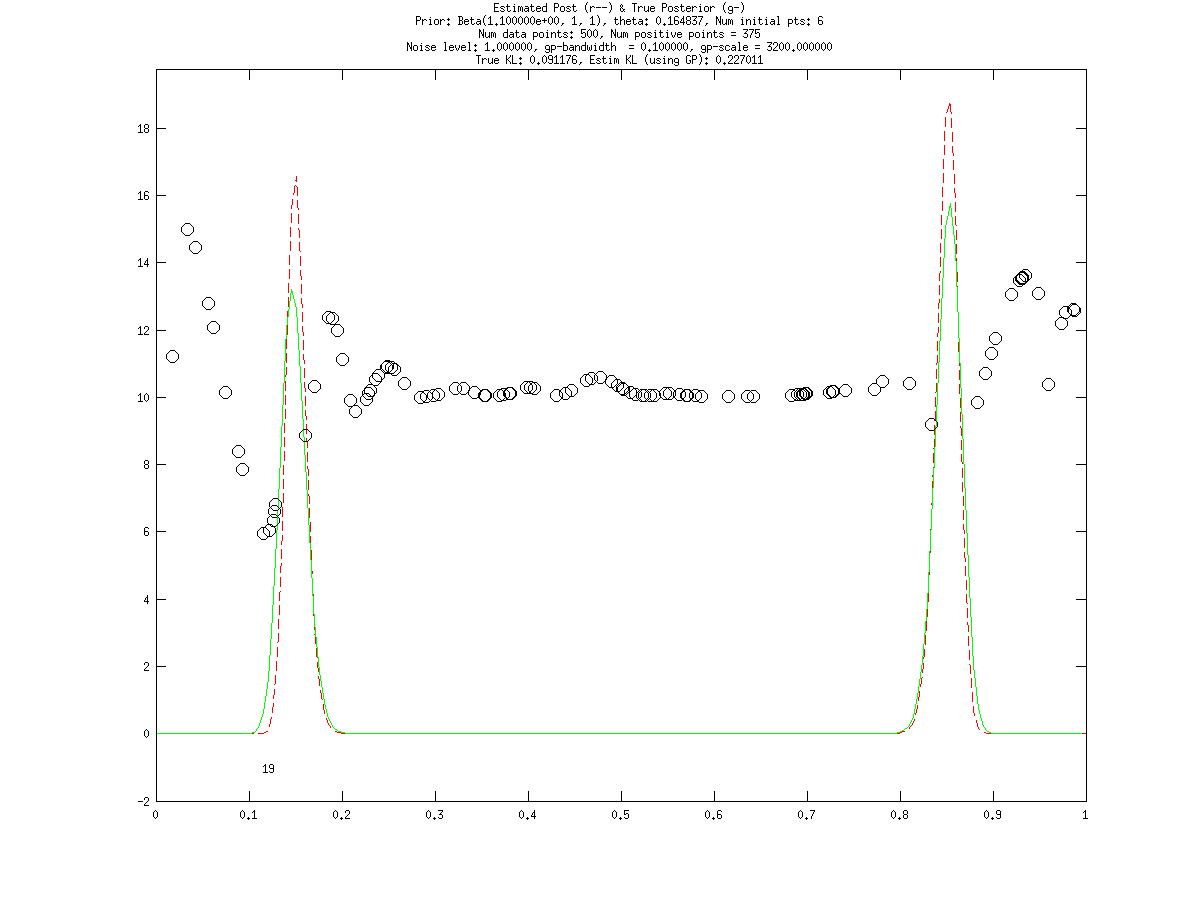 Estimated Post (r--) & True Posterior (g-)
Prior: Beta(1.100000e+00, 1, 1), theta: 0.164837, Num initial pts: 6
Num data points: 500, Num positive points = 375
Noise level: 1.000000, gp-bandwidth  = 0.100000, gp-scale = 3200.000000
True KL: 0.091176, Estim KL (using GP): 0.227011
18
16
14
12
10
8
6
4
2
0
19
-2
0 0.1 0.2 0.3 0.4 0.5 0.6 0.7 0.8 0.9 1